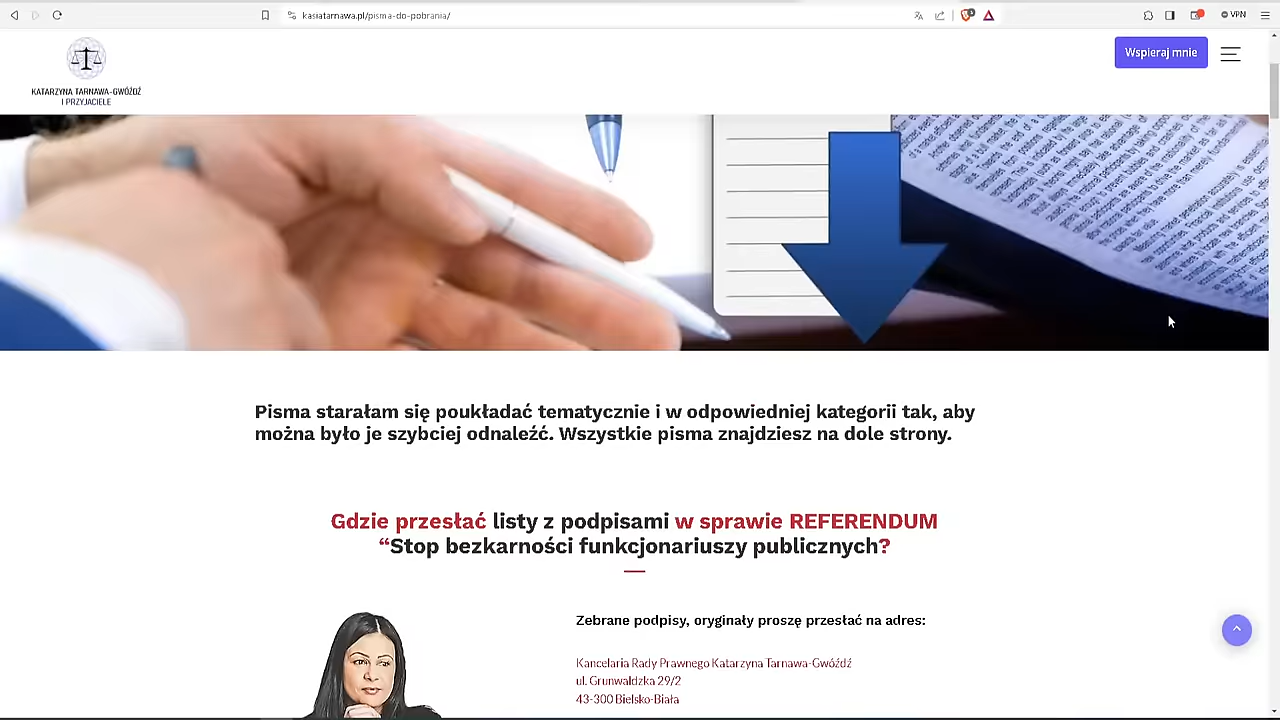 kasiatarnawa.pl/pisma-do-pobrania/
VPN
Wspieraj mnie
KATARZYNA TARNAWA-GWÓŹDŹ
I PRZYJACIELE
Pisma starałam się poukładać tematycznie i w odpowiedniej kategorii tak, aby
można było je szybciej odnaleźć. Wszystkie pisma znajdziesz na dole strony.
Gdzie przesłać listy z podpisami w sprawie REFERENDUM
“Stop bezkarności funkcjonariuszy publicznych?
Zebrane podpisy, oryginały proszę przesłać na adres:
Kancelaria Rady Prawnego Katarzyna Tarnawa-Gwóźdź
ul. Grunwaldzka 29/2
43-300 Bielsko-Biała